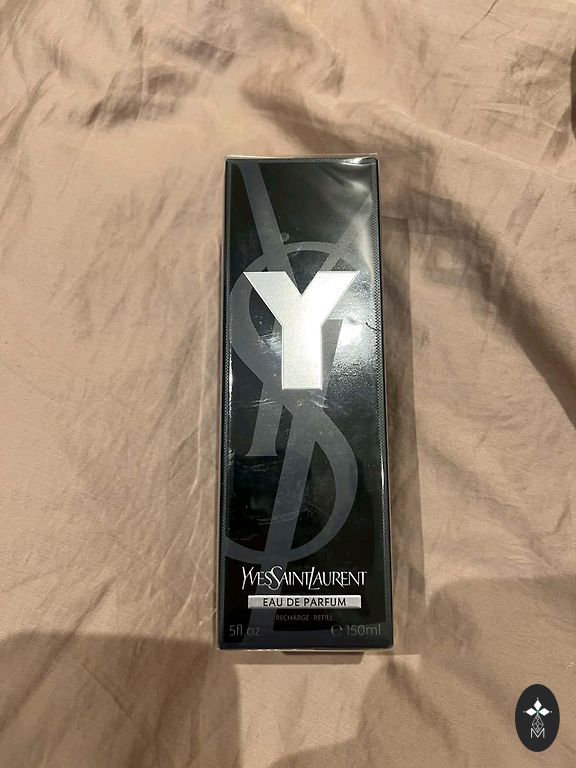 Y
YVESSAINTLAURENT
EAU DE PARFUM
RECHARGE · REFILL
5fl.oz. ℮150ml
M